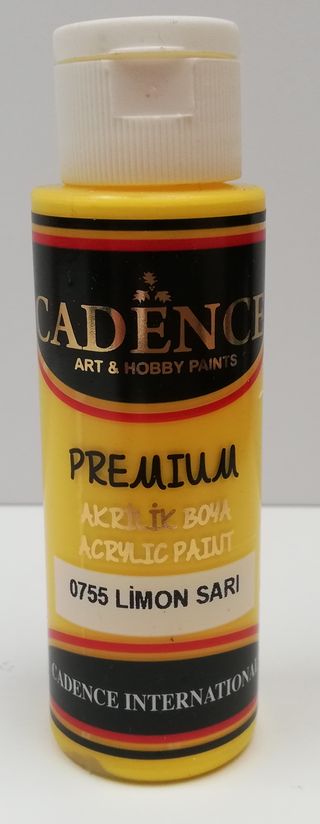 CADENCE
ART & HOBBY PAINTS
PREMIUM
AKRİLİK BOYA
ACRYLIC PAINT
0755 LİMON SARI
CADENCE INTERNATIONAL